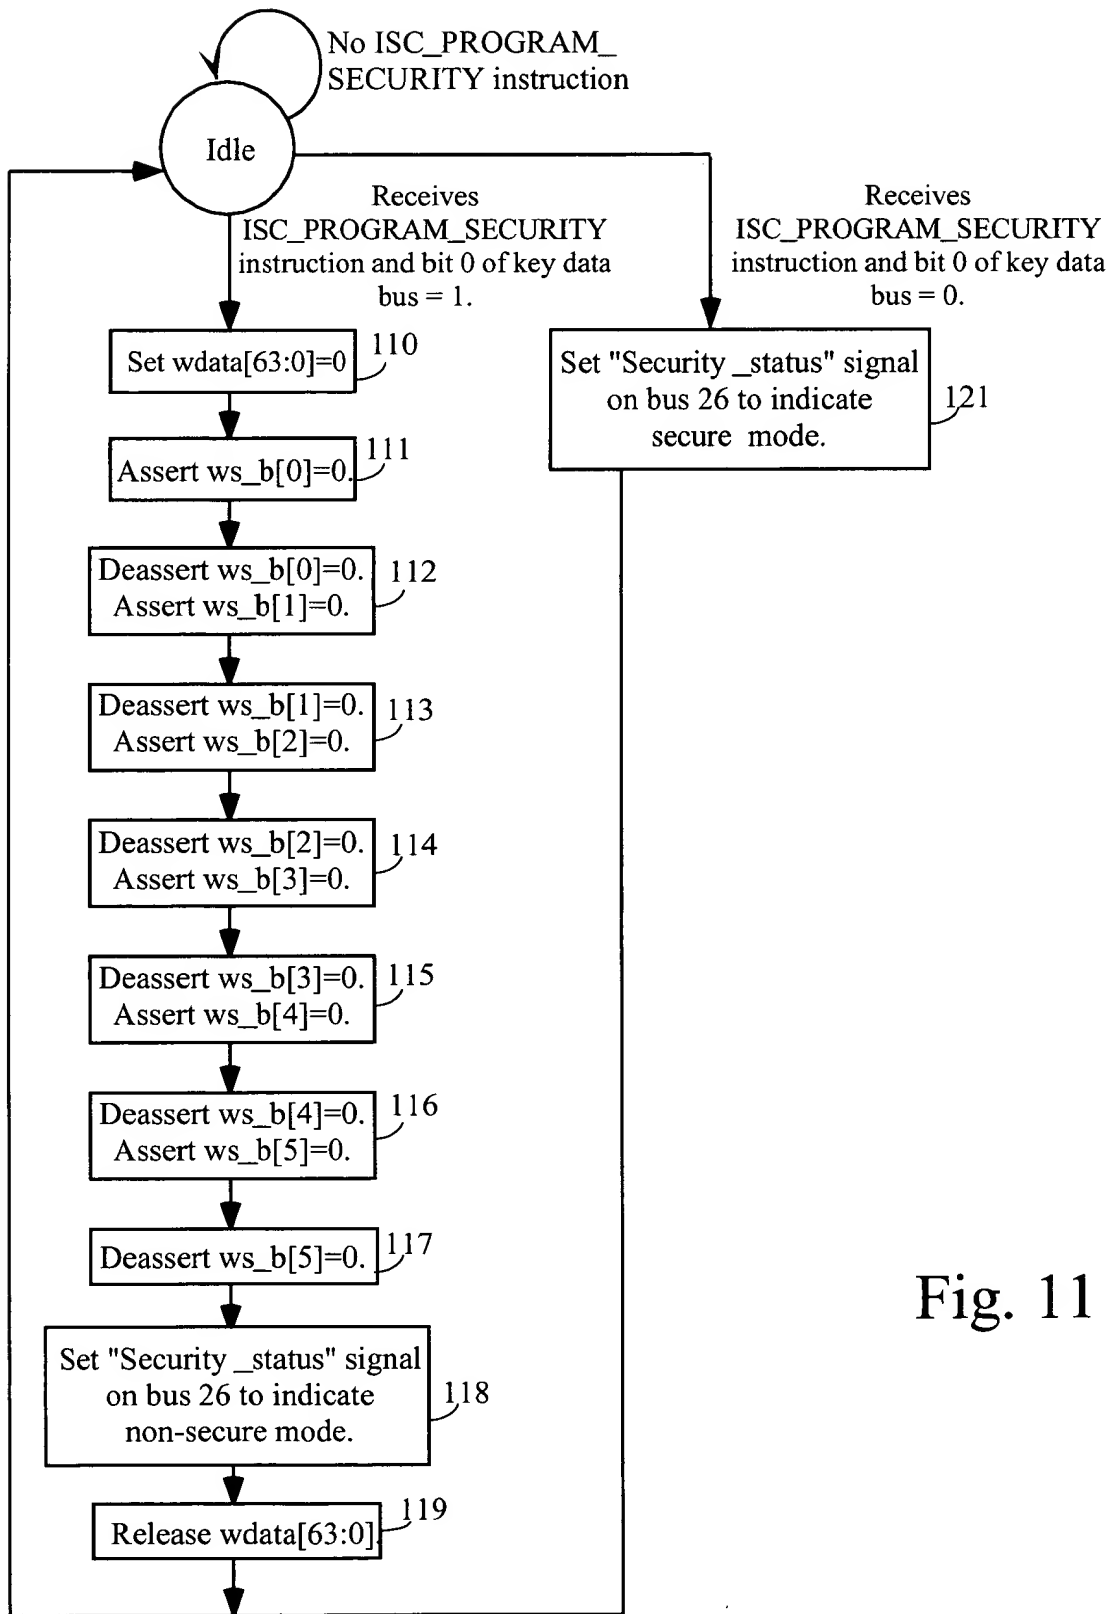 No ISC_PROGRAM_
SECURITY instruction
Idle
Receives
ISC_PROGRAM_SECURITY
instruction and bit 0 of key data
bus = 1.
Receives
ISC_PROGRAM_SECURITY
instruction and bit 0 of key data
bus = 0.
Set wdata[63:0]=0
110
Set "Security_status" signal
on bus 26 to indicate
secure mode.
121
Assert ws_b[0]=0.
111
Deassert ws_b[0]=0.
Assert ws_b[1]=0.
112
Deassert ws_b[1]=0.
Assert ws_b[2]=0.
113
Deassert ws_b[2]=0.
Assert ws_b[3]=0.
114
Deassert ws_b[3]=0.
Assert ws_b[4]=0.
115
Deassert ws_b[4]=0.
Assert ws_b[5]=0.
116
Deassert ws_b[5]=0.
117
Fig. 11
Set "Security_status" signal
on bus 26 to indicate
non-secure mode.
118
Release wdata[63:0]
119